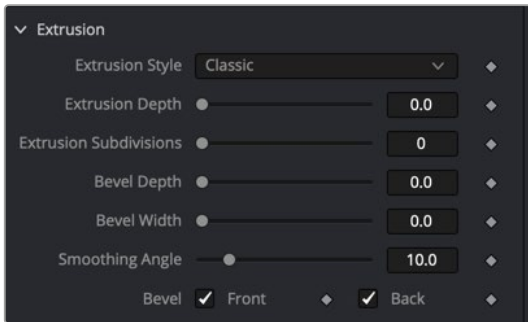 Extrusion
Extrusion Style Classic
Extrusion Depth 0.0
Extrusion Subdivisions 0
Bevel Depth 0.0
Bevel Width 0.0
Smoothing Angle 10.0
Bevel Front Back